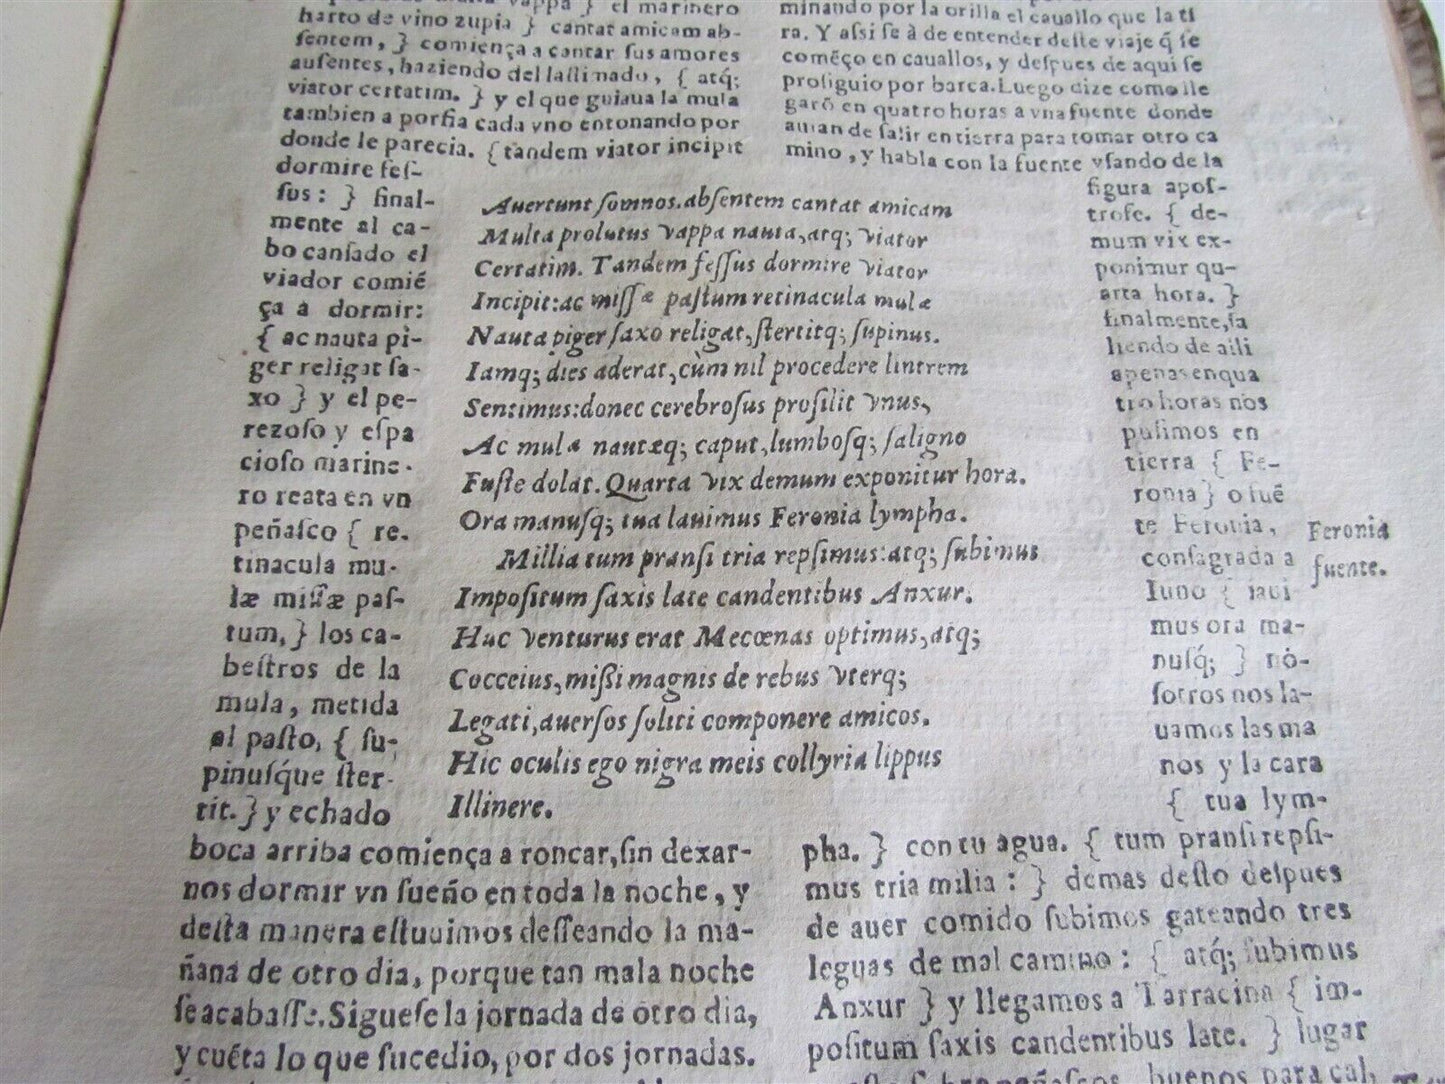 harto de vino zupia } cantat amicam ab-
sentem, } comiença a cantar sus amores
ausentes, haziendo del lastimado, { atq;
viator certatim. } y el que guiaua la mula
tambien a porfia cada vno entonando por
donde le parecia. { tandem viator incipit
dormire fes-
sus: } final-
mente al ca-
bo cansado el
viador comié
ça a dormir:
{ ac nauta pi-
ger religat sa-
xo } y el pe-
rezoso y espa
cioso marine-
ro reata en vn
peñasco { re-
tinacula mu-
læ missæ pas-
tum, } los ca-
bestros de la
mula, metida
al pasto, { su-
pinusq́ue ster-
tit. } y echado
boca arriba comiença a roncar, sin dexar-
nos dormir vn sueño en toda la noche, y
desta manera estuuimos desseando la ma-
ñana de otro dia, porque tan mala noche
se acabasse. Siguese la jornada de otro dia,
y cuéta lo que sucedio, por dos jornadas.
Auertunt somnos. absentem cantat amicam
Multa prolutus vappa nauta, atq; viator
Certatim. Tandem fessus dormire viator
Incipit: ac missæ pastum retinacula mulæ
Nauta piger saxo religat, stertitq; supinus.
Iamq; dies aderat, cùm nil procedere lintrem
Sentimus: donec cerebrosus prosilit vnus,
Ac mulæ nautæq; caput, lumbosq; saligno
Fuste dolat. Quarta vix demum exponitur hora.
Ora manusq; tua lauimus Feronia lympha.
Millia tum pransi tria repsimus: atq; subimus
Impositum saxis late candentibus Anxur.
Huc venturus erat Mecœnas optimus, atq;
Cocceius, missi magnis de rebus vterq;
Legati, auersos soliti componere amicos.
Hic oculis ego nigra meis collyria lippus
Illinere.
minando por la orilla el cauallo que la ti
ra. Y assi se à de entender deste viaje q̃ se
comẽço en cauallos, y despues de aqui se
prosiguio por barca. Luego dize como lle
garõ en quatro horas a vna fuente donde
auian de salir en tierra para tomar otro ca
mino, y habla con la fuente vsando de la
figura apos-
trofe. { de-
mum vix ex-
ponimur qu-
arta hora. }
finalmente, sa
liendo de alli
apenas en qua
tro horas nos
pusimos en
tierra { Fe-
ronia } o fuẽ
te Feronia,
consagrada a
Iuno { laui-
mus ora ma-
nusq́; } no-
sotros nos la-
uamos las ma
nos y la cara
{ tua lym-
pha. } con tu agua. { tum pransi repsi-
mus tria milia: } demas desto despues
de auer comido subimos gateando tres
leguas de mal camino: { atq́; subimus
Anxur } y llegamos a Tarracina { im-
positum saxis candentibus late. } lugar
Feronia
fuente.